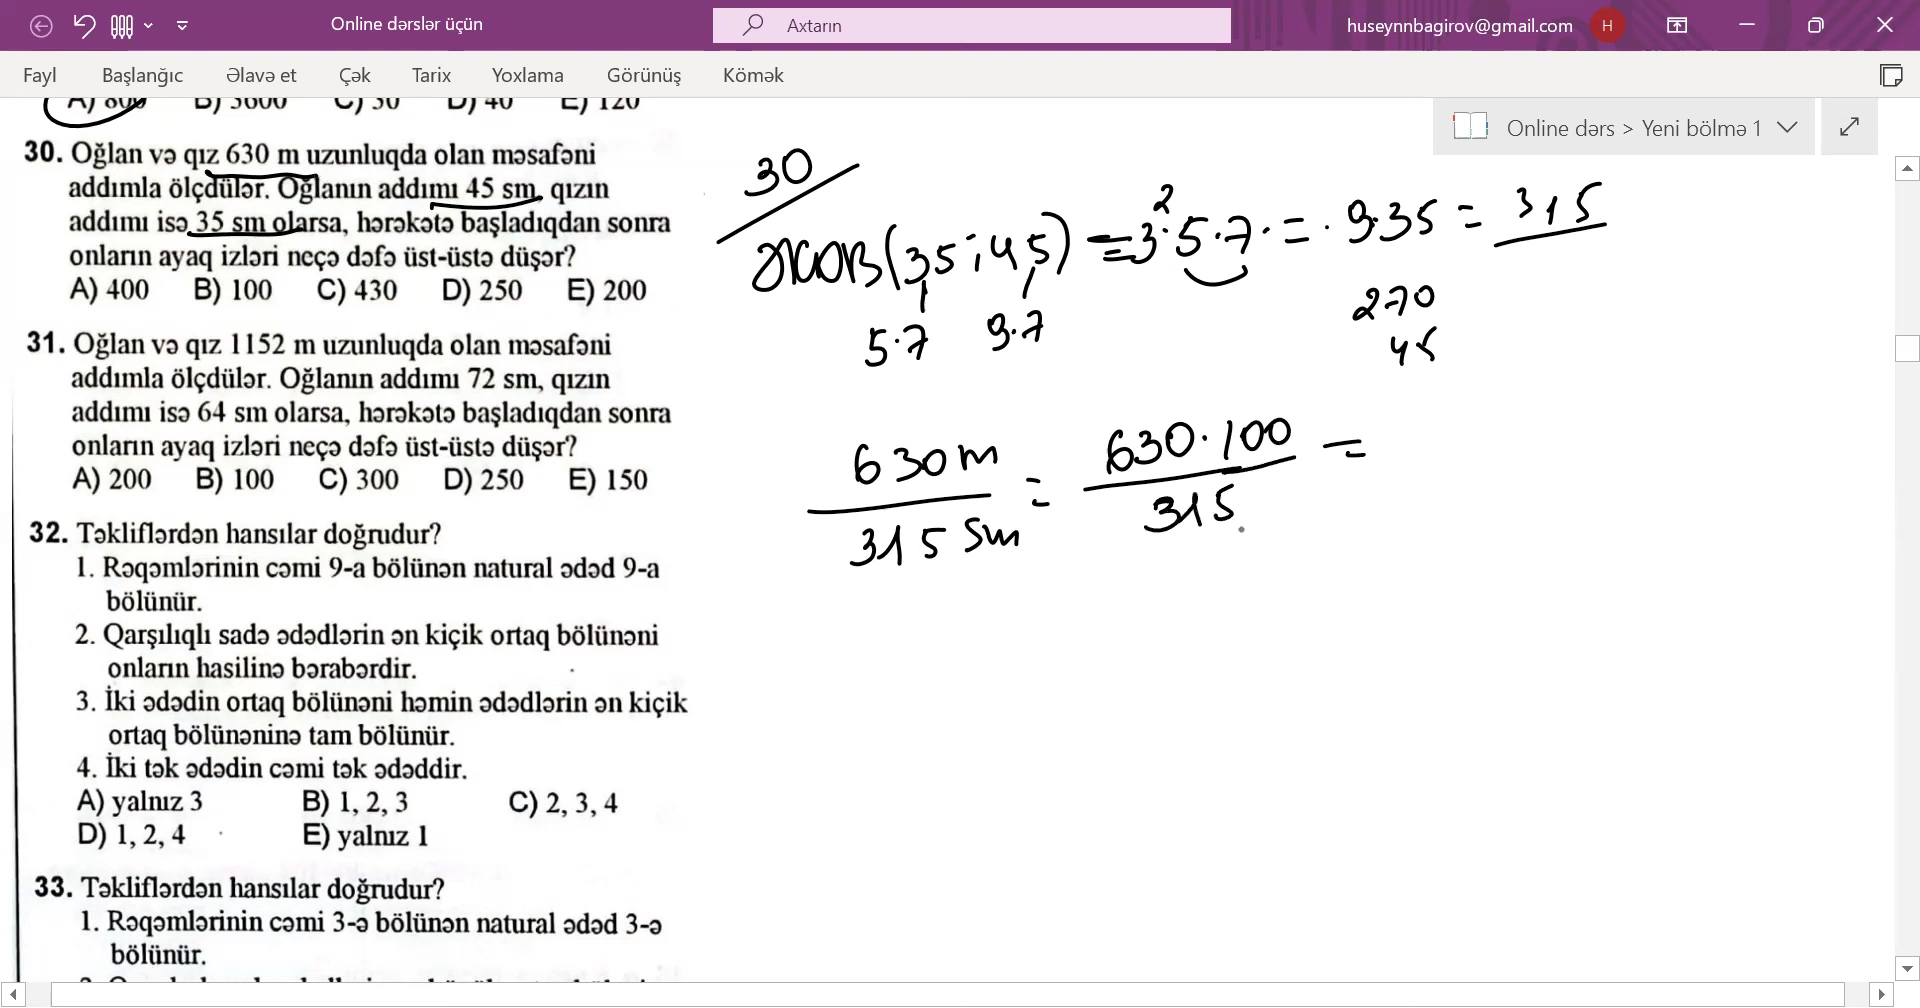 Online dərslər üçün
Axtarın
huseynnbagirov@gmail.com
H
Fayl Başlanğıc Əlavə et Çək Tarix Yoxlama Görünüş Kömək
Online dərs > Yeni bölmə 1
A) 800 B) 3600 C) 30 D) 40 E) 120
30. Oğlan və qız 630 m uzunluqda olan məsafəni
addımla ölçdülər. Oğlanın addımı 45 sm, qızın
addımı isə 35 sm olarsa, hərəkətə başladıqdan sonra
onların ayaq izləri neçə dəfə üst-üstə düşər?
A) 400 B) 100 C) 430 D) 250 E) 200
31. Oğlan və qız 1152 m uzunluqda olan məsafəni
addımla ölçdülər. Oğlanın addımı 72 sm, qızın
addımı isə 64 sm olarsa, hərəkətə başladıqdan sonra
onların ayaq izləri neçə dəfə üst-üstə düşər?
A) 200 B) 100 C) 300 D) 250 E) 150
32. Təkliflərdən hansılar doğrudur?
1. Rəqəmlərinin cəmi 9-a bölünən natural ədəd 9-a
bölünür.
2. Qarşılıqlı sadə ədədlərin ən kiçik ortaq bölünəni
onların hasilinə bərabərdir.
3. İki ədədin ortaq bölünəni həmin ədədlərin ən kiçik
ortaq bölünəninə tam bölünür.
4. İki tək ədədin cəmi tək ədəddir.
A) yalnız 3 B) 1, 2, 3 C) 2, 3, 4
D) 1, 2, 4 E) yalnız 1
33. Təkliflərdən hansılar doğrudur?
1. Rəqəmlərinin cəmi 3-ə bölünən natural ədəd 3-ə
bölünür.
30
ƏKOB(35;45) = 3²·5·7· = 9·35 = 315
5·7 9·7
270
45
630 m / 315 sm = 630·100 / 315 =